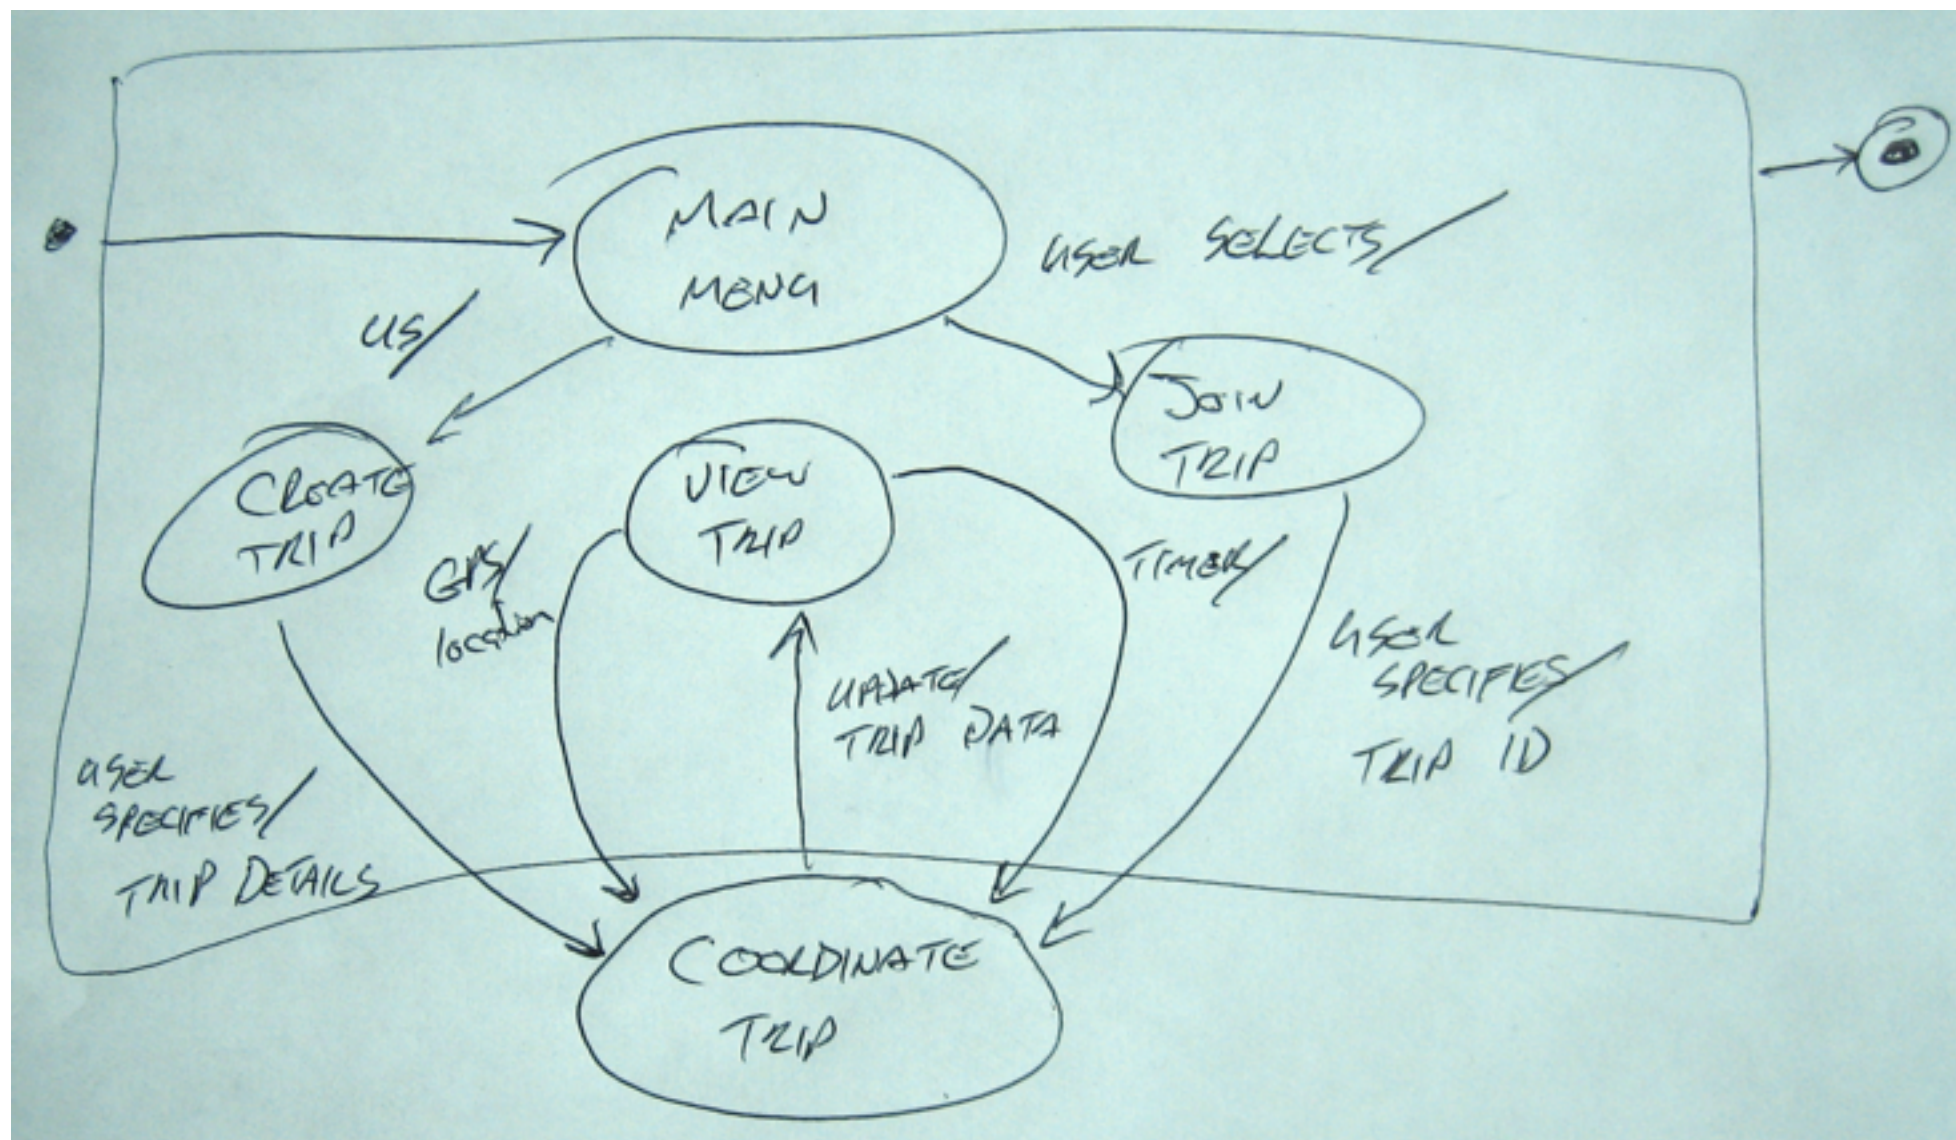 MAIN
MENU
USER SELECTS/
US/
JOIN
TRIP
CREATE
TRIP
VIEW
TRIP
GPS/
location
TIMER/
USER
SPECIFIES/
TRIP ID
UPDATE/
TRIP DATA
USER
SPECIFIES/
TRIP DETAILS
COORDINATE
TRIP